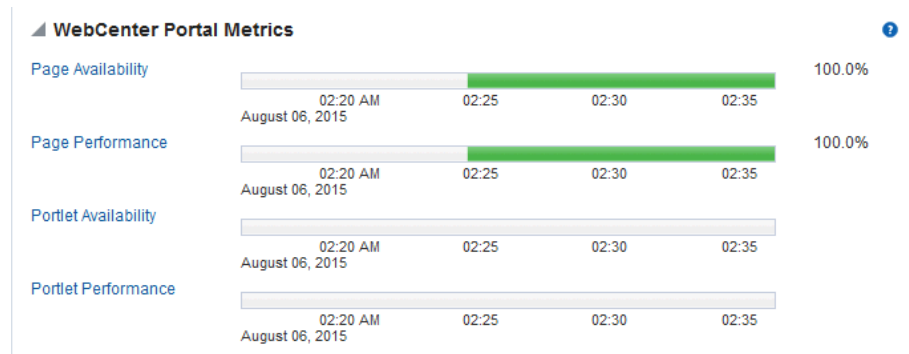 WebCenter Portal Metrics ?
Page Availability 100.0%
02:20 AM 02:25 02:30 02:35
August 06, 2015
Page Performance 100.0%
02:20 AM 02:25 02:30 02:35
August 06, 2015
Portlet Availability
02:20 AM 02:25 02:30 02:35
August 06, 2015
Portlet Performance
02:20 AM 02:25 02:30 02:35
August 06, 2015